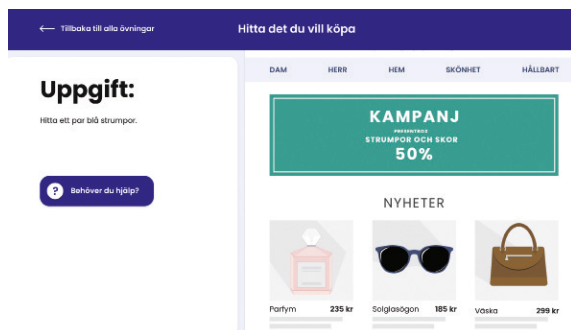 ← Tillbaka till alla övningar
Hitta det du vill köpa
Uppgift:
Hitta ett par blå strumpor.
? Behöver du hjälp?
DAM HERR HEM SKÖNHET HÅLLBART
KAMPANJ
PRESENTKOD
STRUMPOR OCH SKOR
50%
NYHETER
Parfym 235 kr
Solglasögon 185 kr
Väska 299 kr